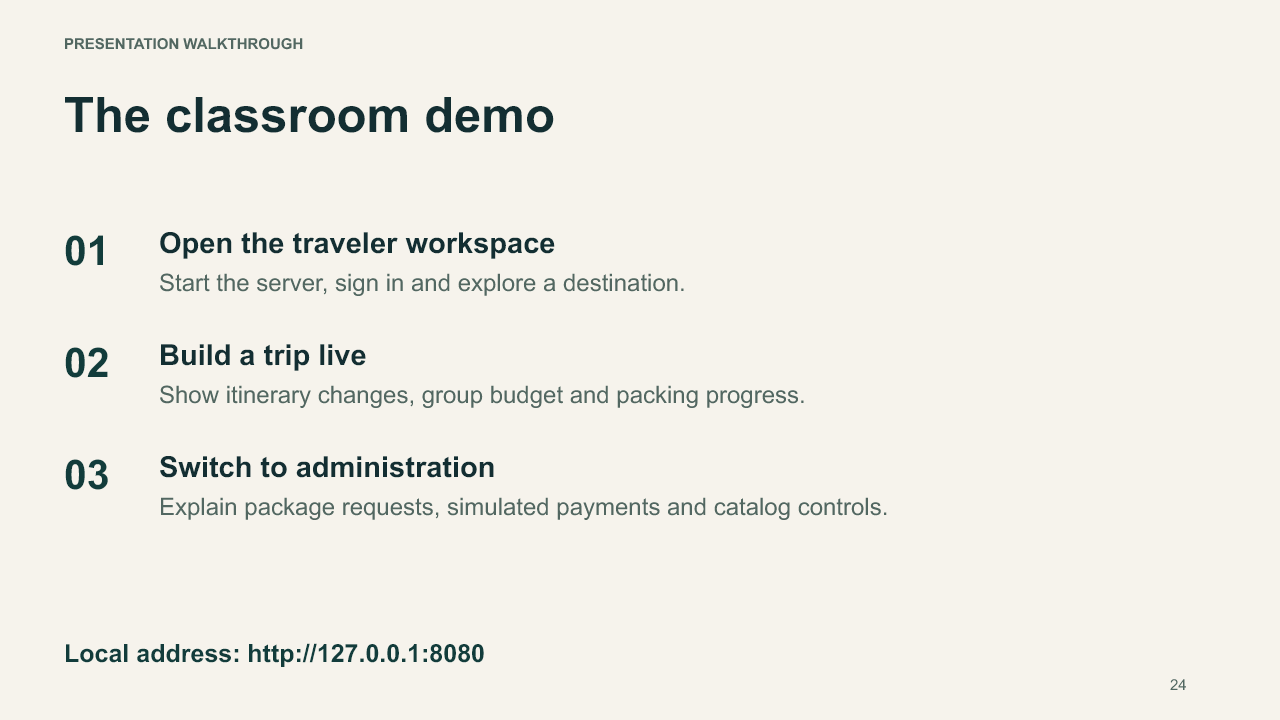 PRESENTATION WALKTHROUGH
The classroom demo
01
Open the traveler workspace
Start the server, sign in and explore a destination.
02
Build a trip live
Show itinerary changes, group budget and packing progress.
03
Switch to administration
Explain package requests, simulated payments and catalog controls.
Local address: http://127.0.0.1:8080
24